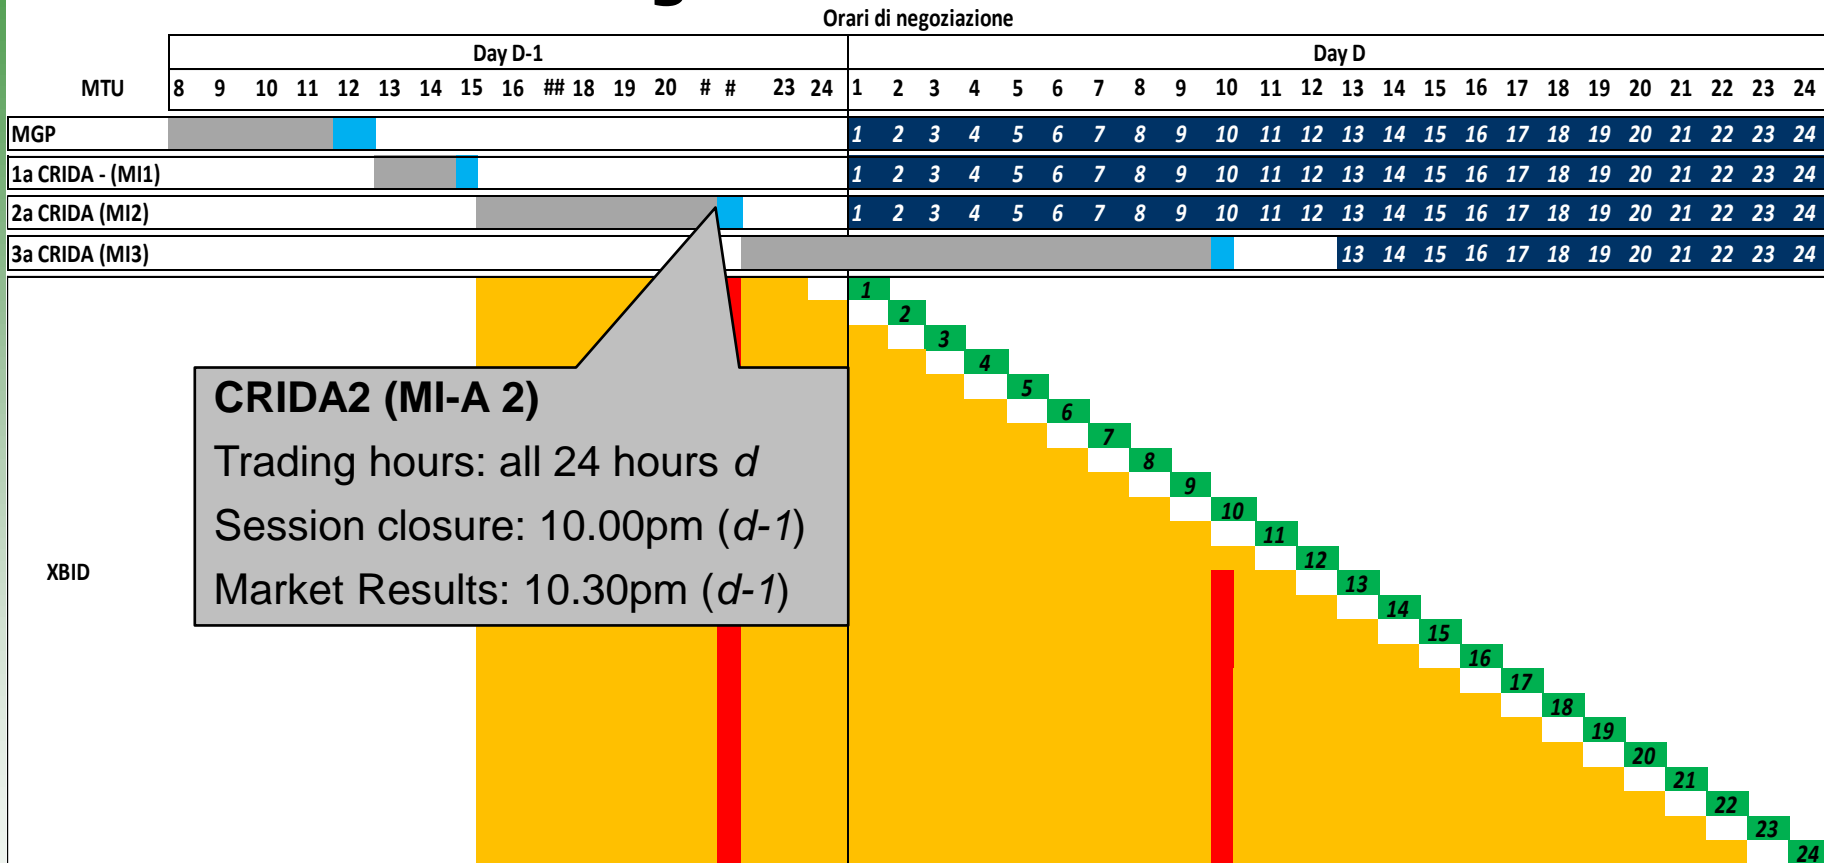 Orari di negoziazione
Day D-1 Day D
MTU 8 9 10 11 12 13 14 15 16 ## 18 19 20 # # 23 24 1 2 3 4 5 6 7 8 9 10 11 12 13 14 15 16 17 18 19 20 21 22 23 24
MGP 1 2 3 4 5 6 7 8 9 10 11 12 13 14 15 16 17 18 19 20 21 22 23 24
1a CRIDA - (MI1) 1 2 3 4 5 6 7 8 9 10 11 12 13 14 15 16 17 18 19 20 21 22 23 24
2a CRIDA (MI2) 1 2 3 4 5 6 7 8 9 10 11 12 13 14 15 16 17 18 19 20 21 22 23 24
3a CRIDA (MI3) 13 14 15 16 17 18 19 20 21 22 23 24
1
2
3
4
5
6
7
8
9
10
11
12
13
14
15
16
17
18
19
20
21
22
23
24
CRIDA2 (MI-A 2)
Trading hours: all 24 hours d
Session closure: 10.00pm (d-1)
Market Results: 10.30pm (d-1)
XBID